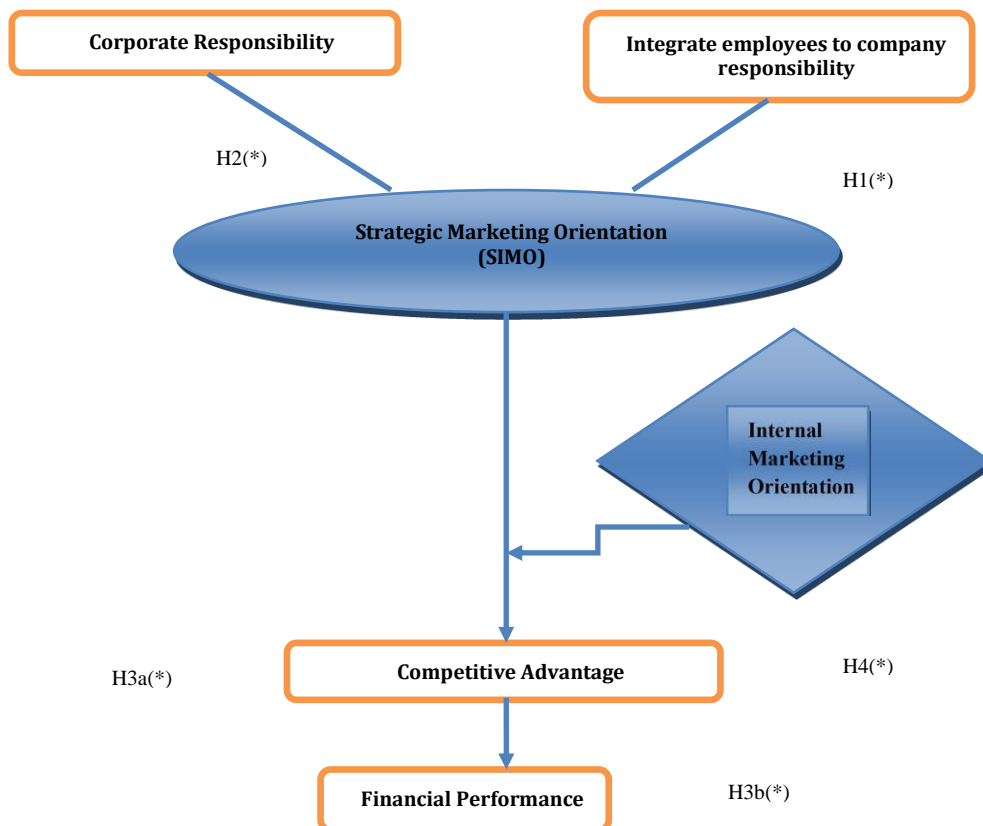 Corporate Responsibility
Integrate employees to company
responsibility
H2(*)
H1(*)
Strategic Marketing Orientation
(SIMO)
Internal
Marketing
Orientation
Competitive Advantage
H4(*)
H3a(*)
Financial Performance
H3b(*)